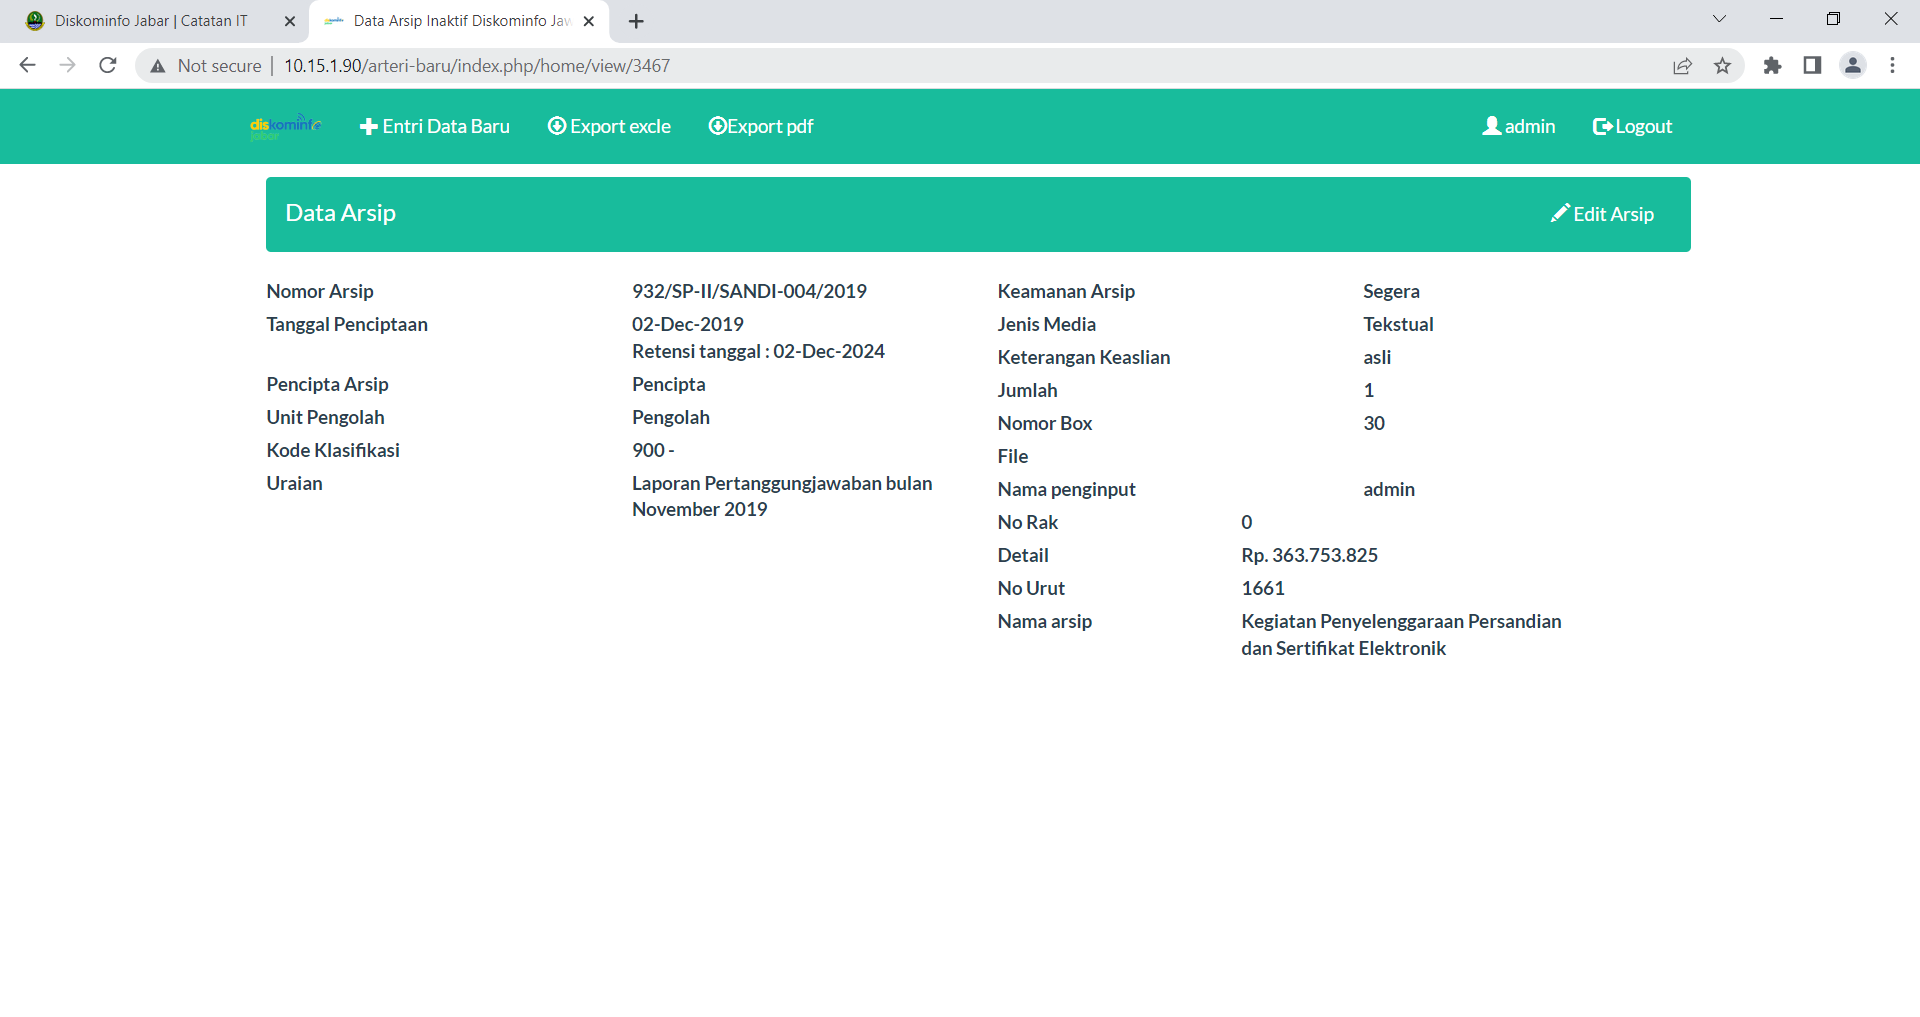 Diskominfo Jabar | Catatan IT
Data Arsip Inaktif Diskominfo Jaw
Not secure | 10.15.1.90/arteri-baru/index.php/home/view/3467
diskominfo
jabar
Entri Data Baru
Export excle
Export pdf
admin
Logout
Data Arsip
Edit Arsip
Nomor Arsip 932/SP-II/SANDI-004/2019
Tanggal Penciptaan 02-Dec-2019
Retensi tanggal : 02-Dec-2024
Pencipta Arsip Pencipta
Unit Pengolah Pengolah
Kode Klasifikasi 900 -
Uraian Laporan Pertanggungjawaban bulan
November 2019
Keamanan Arsip Segera
Jenis Media Tekstual
Keterangan Keaslian asli
Jumlah 1
Nomor Box 30
File
Nama penginput admin
No Rak 0
Detail Rp. 363.753.825
No Urut 1661
Nama arsip Kegiatan Penyelenggaraan Persandian
dan Sertifikat Elektronik